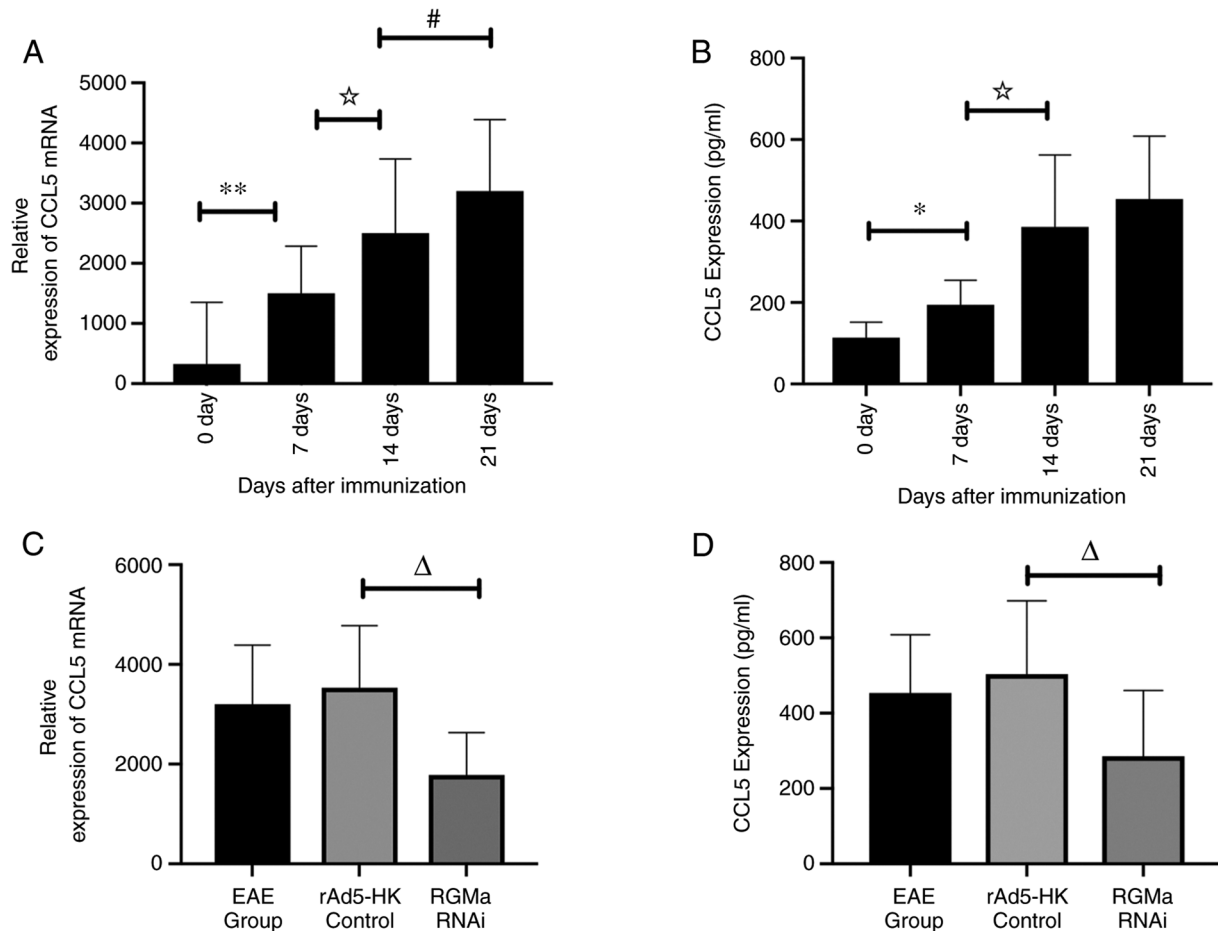 A
Relative
expression of CCL5 mRNA
5000
4000
3000
2000
1000
0
**
☆
#
0 day
7 days
14 days
21 days
Days after immunization
B
CCL5 Expression (pg/ml)
800
600
400
200
0
*
☆
0 day
7 days
14 days
21 days
Days after immunization
C
Relative
expression of CCL5 mRNA
6000
4000
2000
0
Δ
EAE
Group
rAd5-HK
Control
RGMa
RNAi
D
CCL5 Expression (pg/ml)
800
600
400
200
0
Δ
EAE
Group
rAd5-HK
Control
RGMa
RNAi